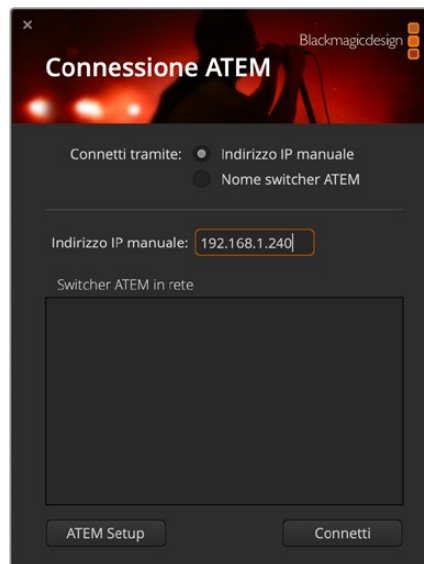 Blackmagicdesign
Connessione ATEM
Connetti tramite: Indirizzo IP manuale
Nome switcher ATEM
Indirizzo IP manuale: 192.168.1.240
Switcher ATEM in rete
ATEM Setup Connetti